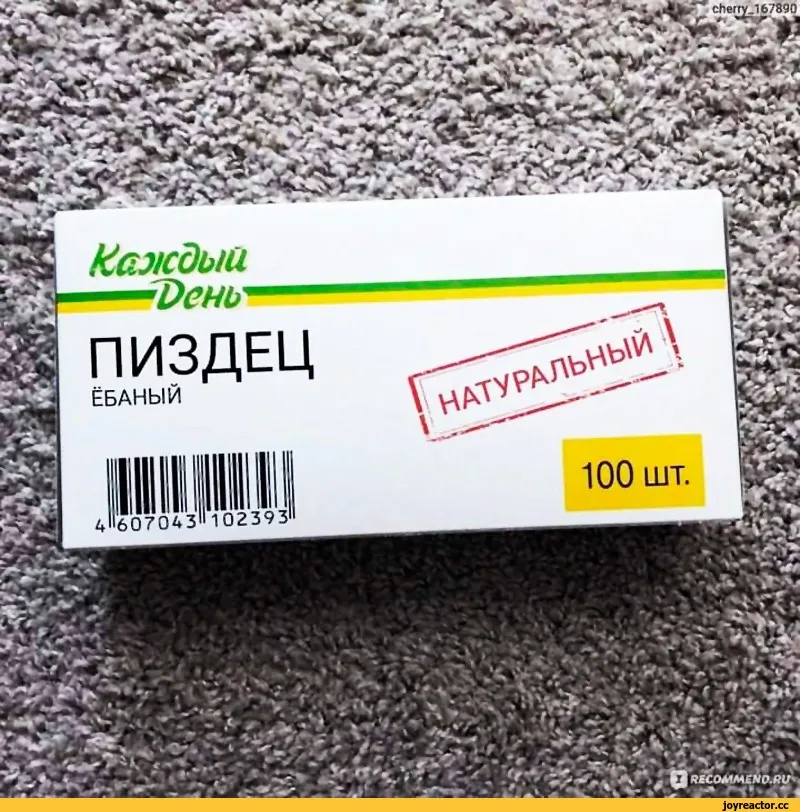 cherry_167890
Каждый
День
ПИЗДЕЦ
ЁБАНЫЙ
НАТУРАЛЬНЫЙ
100 шт.
4 607043 102393
RECOMMEND.RU
joyreactor.cc